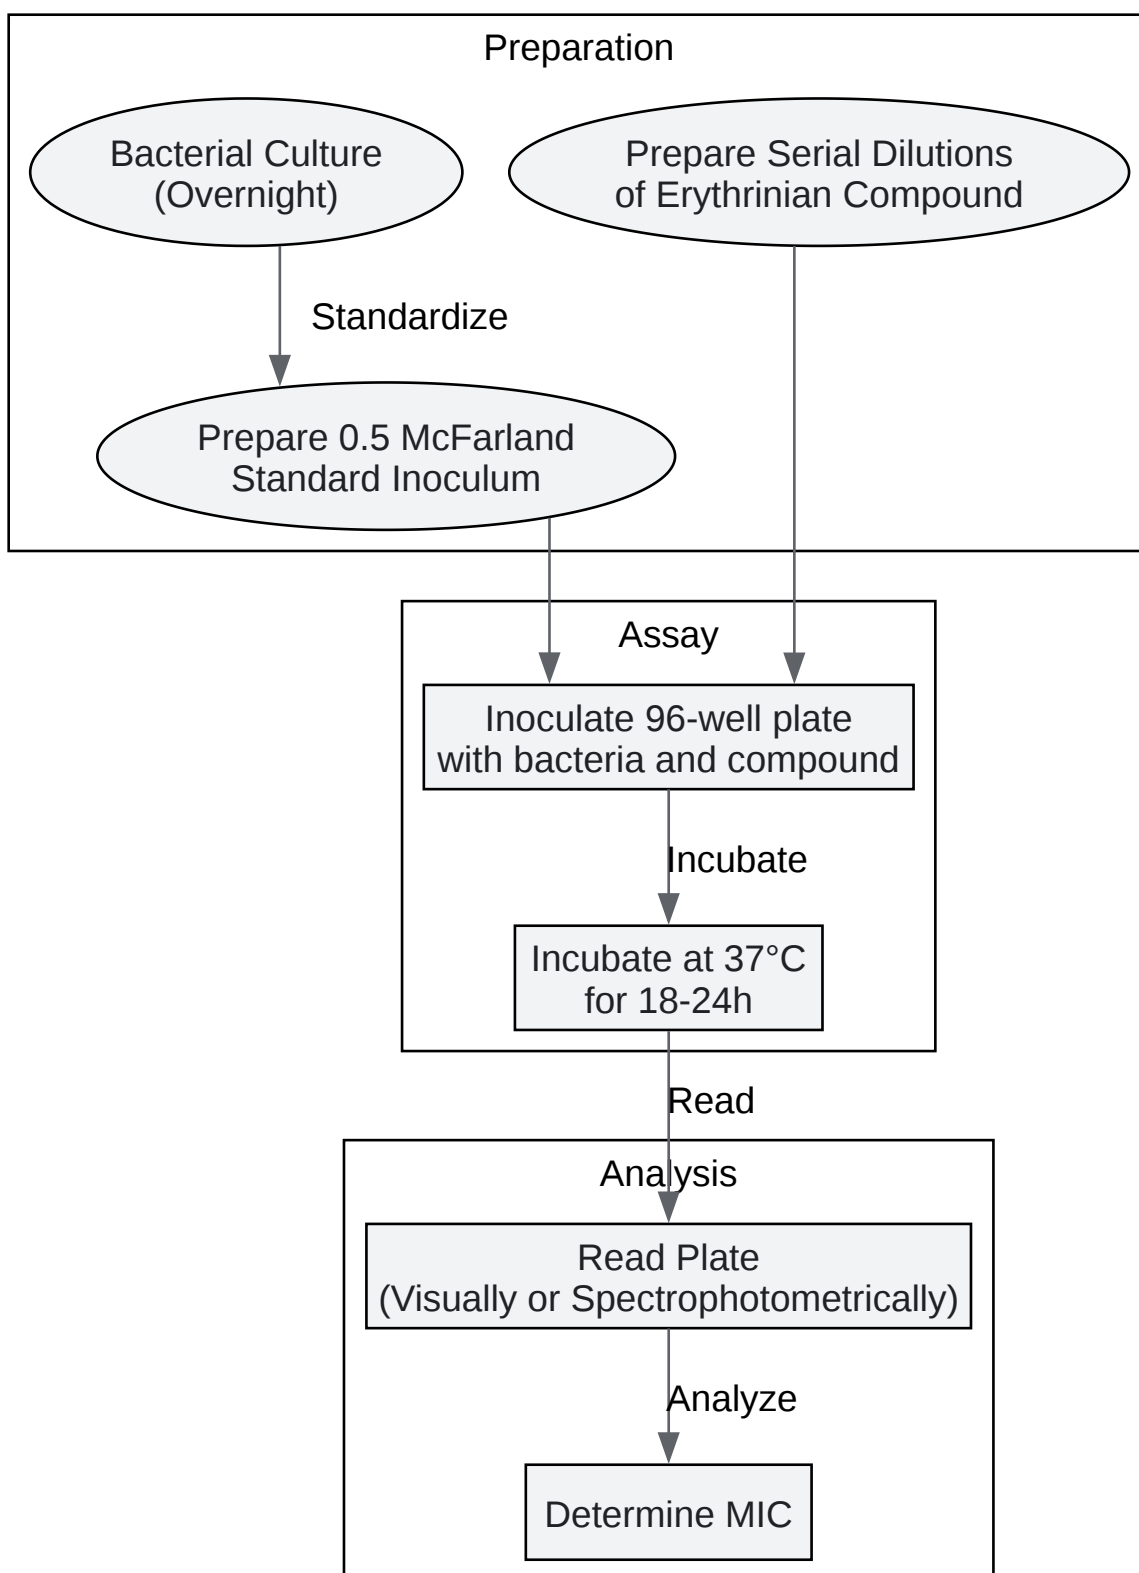 Preparation
Bacterial Culture
(Overnight)
Prepare Serial Dilutions
of Erythrinian Compound
Standardize
Prepare 0.5 McFarland
Standard Inoculum
Assay
Inoculate 96-well plate
with bacteria and compound
Incubate
Incubate at 37°C
for 18-24h
Read
Analysis
Read Plate
(Visually or Spectrophotometrically)
Analyze
Determine MIC